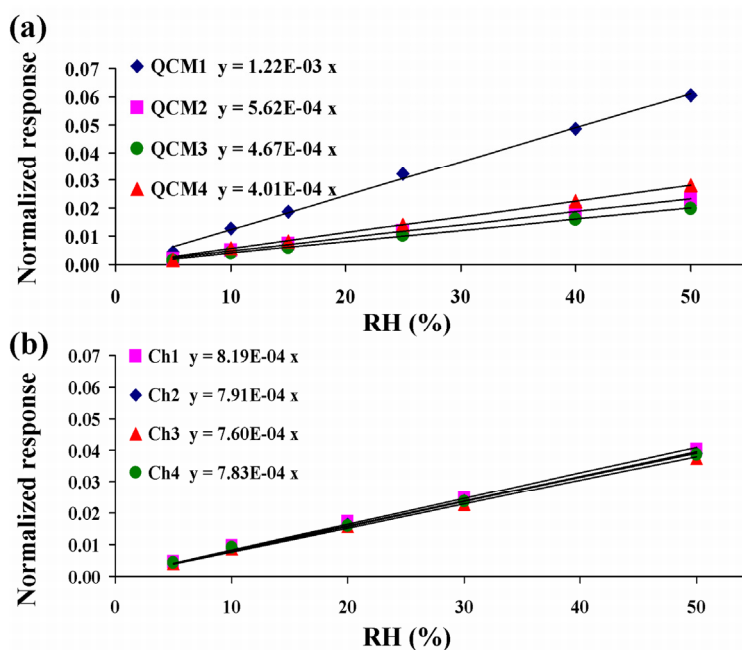 (a)
Normalized response
0.07
0.06
0.05
0.04
0.03
0.02
0.01
0.00
QCM1 y = 1.22E-03 x
QCM2 y = 5.62E-04 x
QCM3 y = 4.67E-04 x
QCM4 y = 4.01E-04 x
0 10 20 30 40 50
RH (%)
(b)
Normalized response
0.07
0.06
0.05
0.04
0.03
0.02
0.01
0.00
Ch1 y = 8.19E-04 x
Ch2 y = 7.91E-04 x
Ch3 y = 7.60E-04 x
Ch4 y = 7.83E-04 x
0 10 20 30 40 50
RH (%)